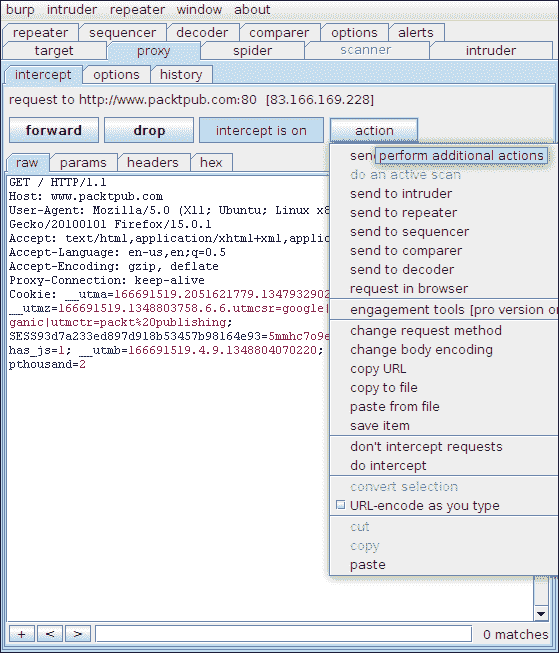 burp intruder repeater window about
repeater sequencer decoder comparer options alerts
target proxy spider scanner intruder
intercept options history
request to http://www.packtpub.com:80 [83.166.169.228]
forward drop intercept is on action
raw params headers hex
GET / HTTP/1.1
Host: www.packtpub.com
User-Agent: Mozilla/5.0 (X11; Ubuntu; Linux x8
Gecko/20100101 Firefox/15.0.1
Accept: text/html,application/xhtml+xml,applic
Accept-Language: en-us,en;q=0.5
Accept-Encoding: gzip, deflate
Proxy-Connection: keep-alive
Cookie: __utma=166691519.2051621779.1347932902
__utmz=166691519.1348803758.6.6.utmcsr=google|
ganic|utmctr=packt%20publishing;
SESS93d7a233ed897d918b53457b98164e93=5mmhc7o9e
has_js=1; __utmb=166691519.4.9.1348804070220;
pthousand=2
send
perform additional actions
do an active scan
send to intruder
send to repeater
send to sequencer
send to comparer
send to decoder
request in browser
engagement tools [pro version on
change request method
change body encoding
copy URL
copy to file
paste from file
save item
don't intercept requests
do intercept
convert selection
URL-encode as you type
cut
copy
paste
+ < > 0 matches